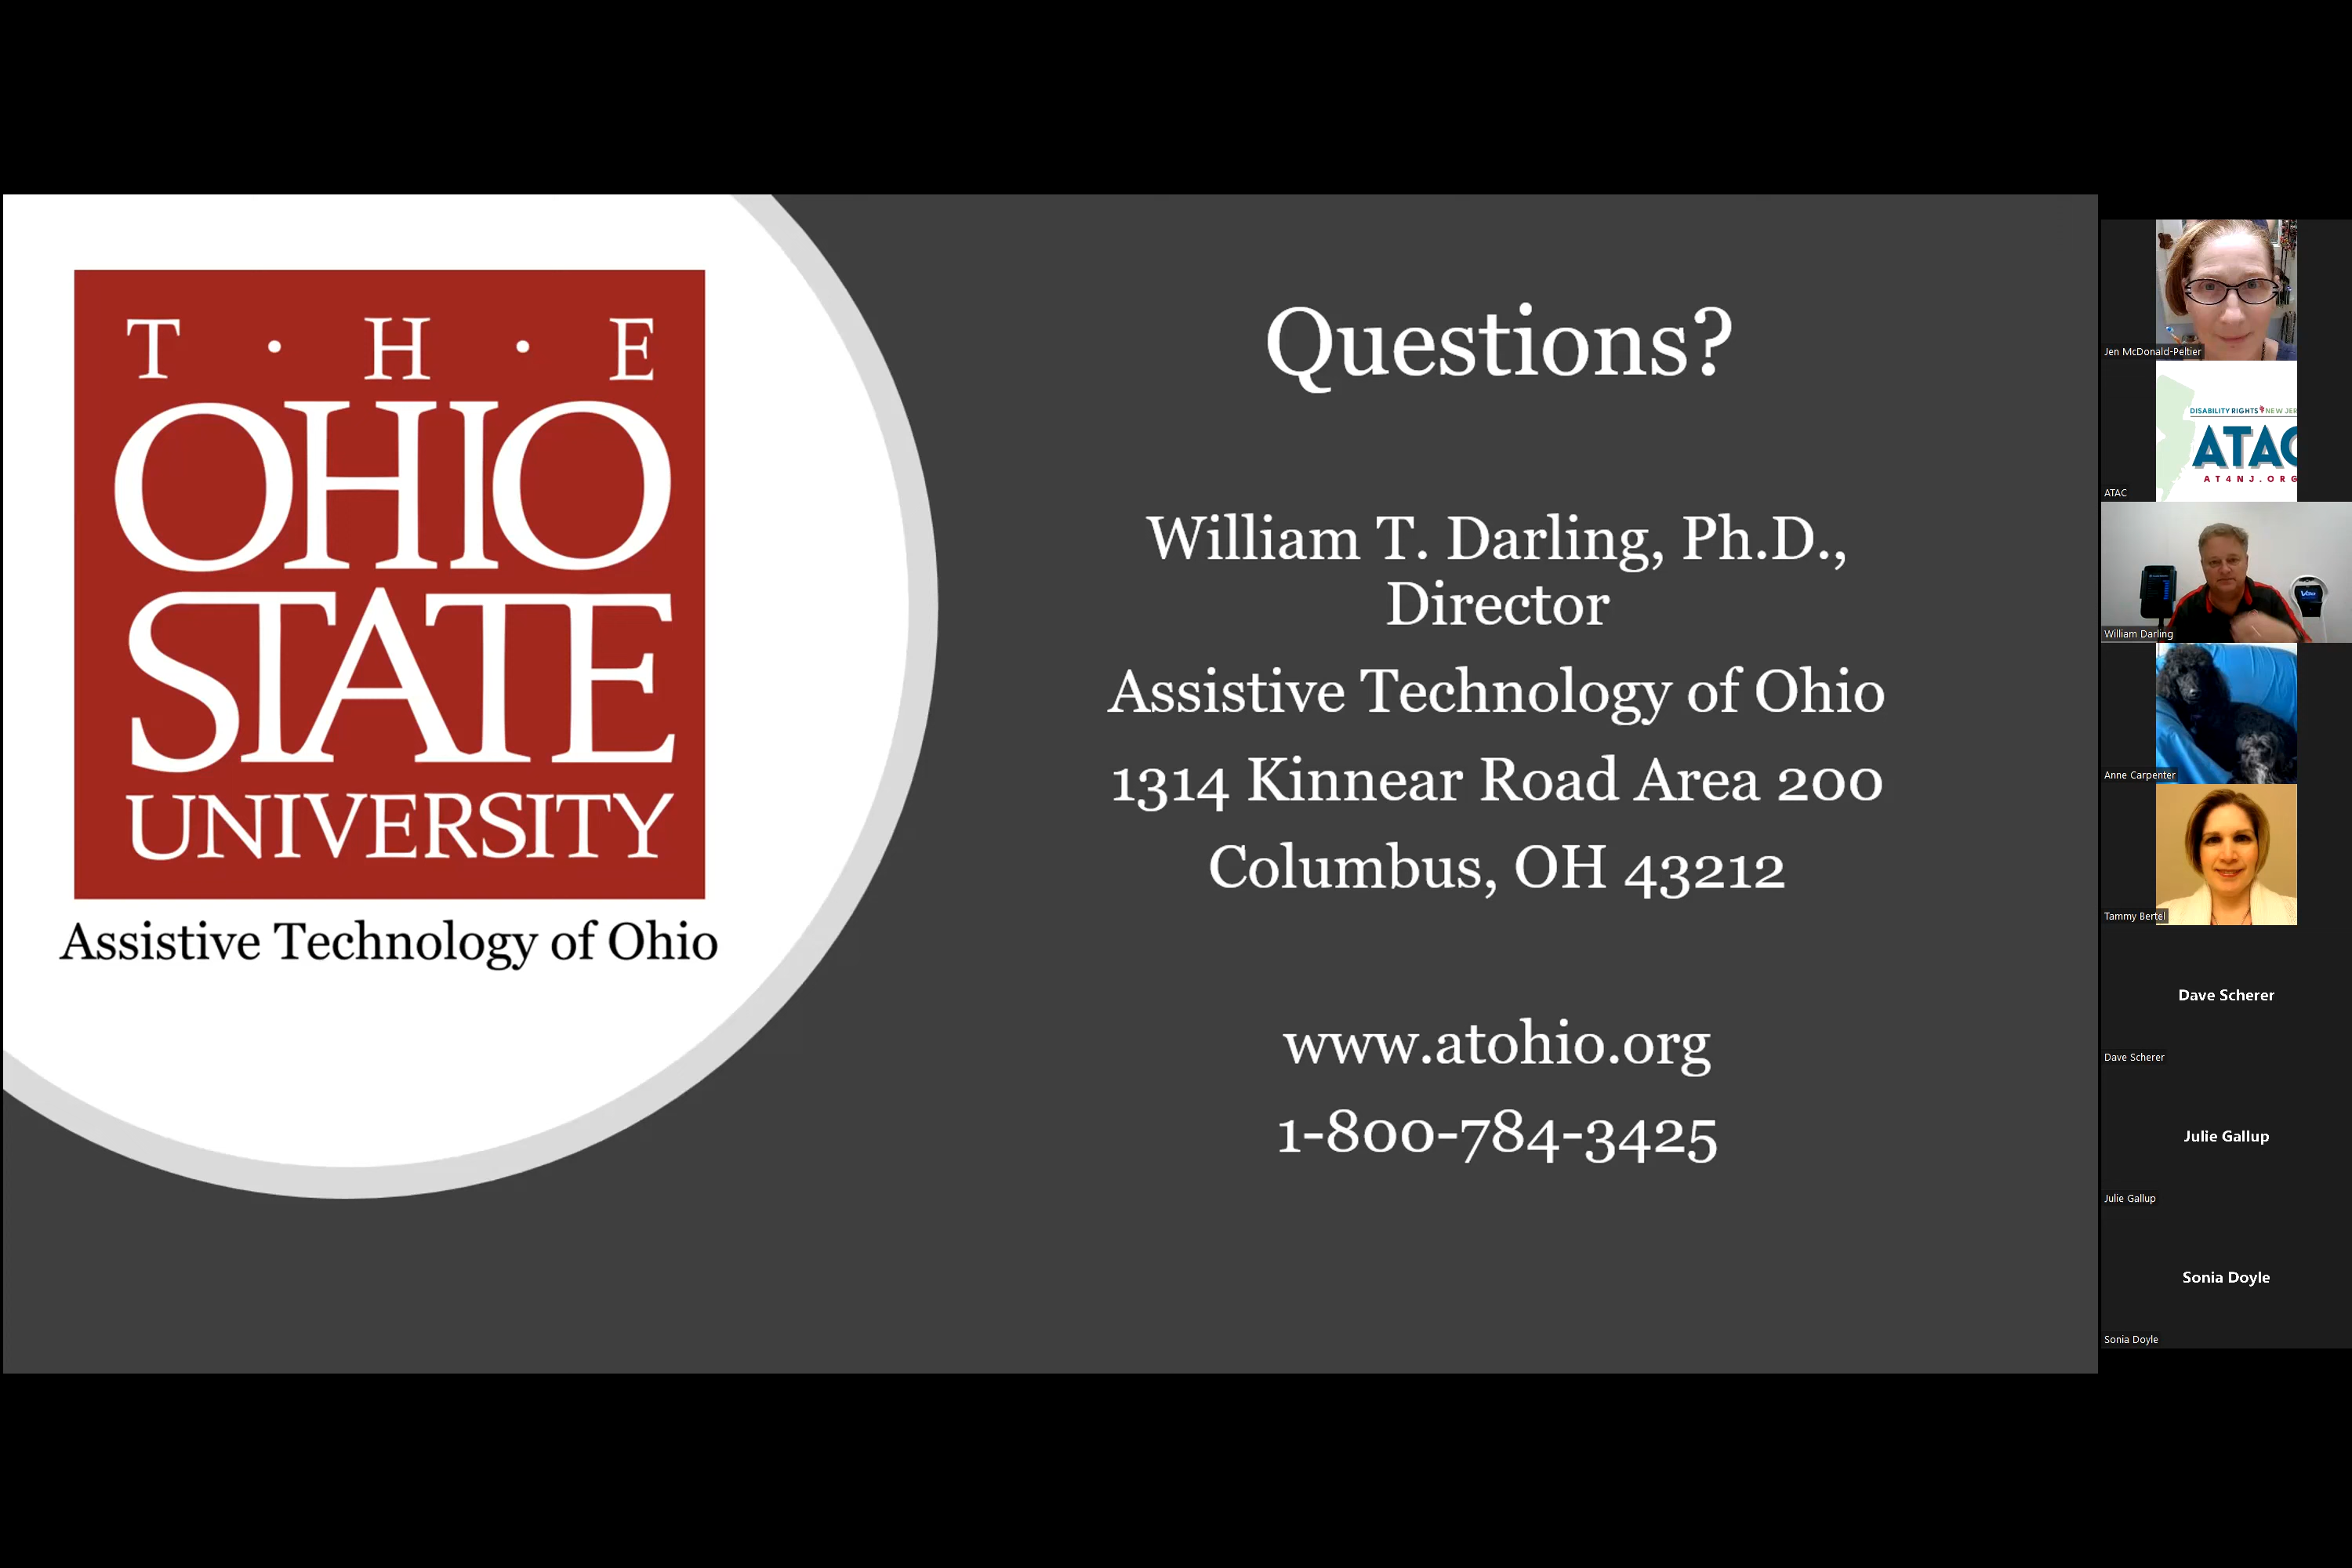 T · H · E
OHIO
STATE
UNIVERSITY
Assistive Technology of Ohio
Questions?
William T. Darling, Ph.D.,
Director
Assistive Technology of Ohio
1314 Kinnear Road Area 200
Columbus, OH 43212
www.atohio.org
1-800-784-3425
Jen McDonald-Peltier
DISABILITY RIGHTS NEW JER
ATAC
AT4NJ.ORG
ATAC
William Darling
Anne Carpenter
Tammy Bertel
Dave Scherer
Dave Scherer
Julie Gallup
Julie Gallup
Sonia Doyle
Sonia Doyle